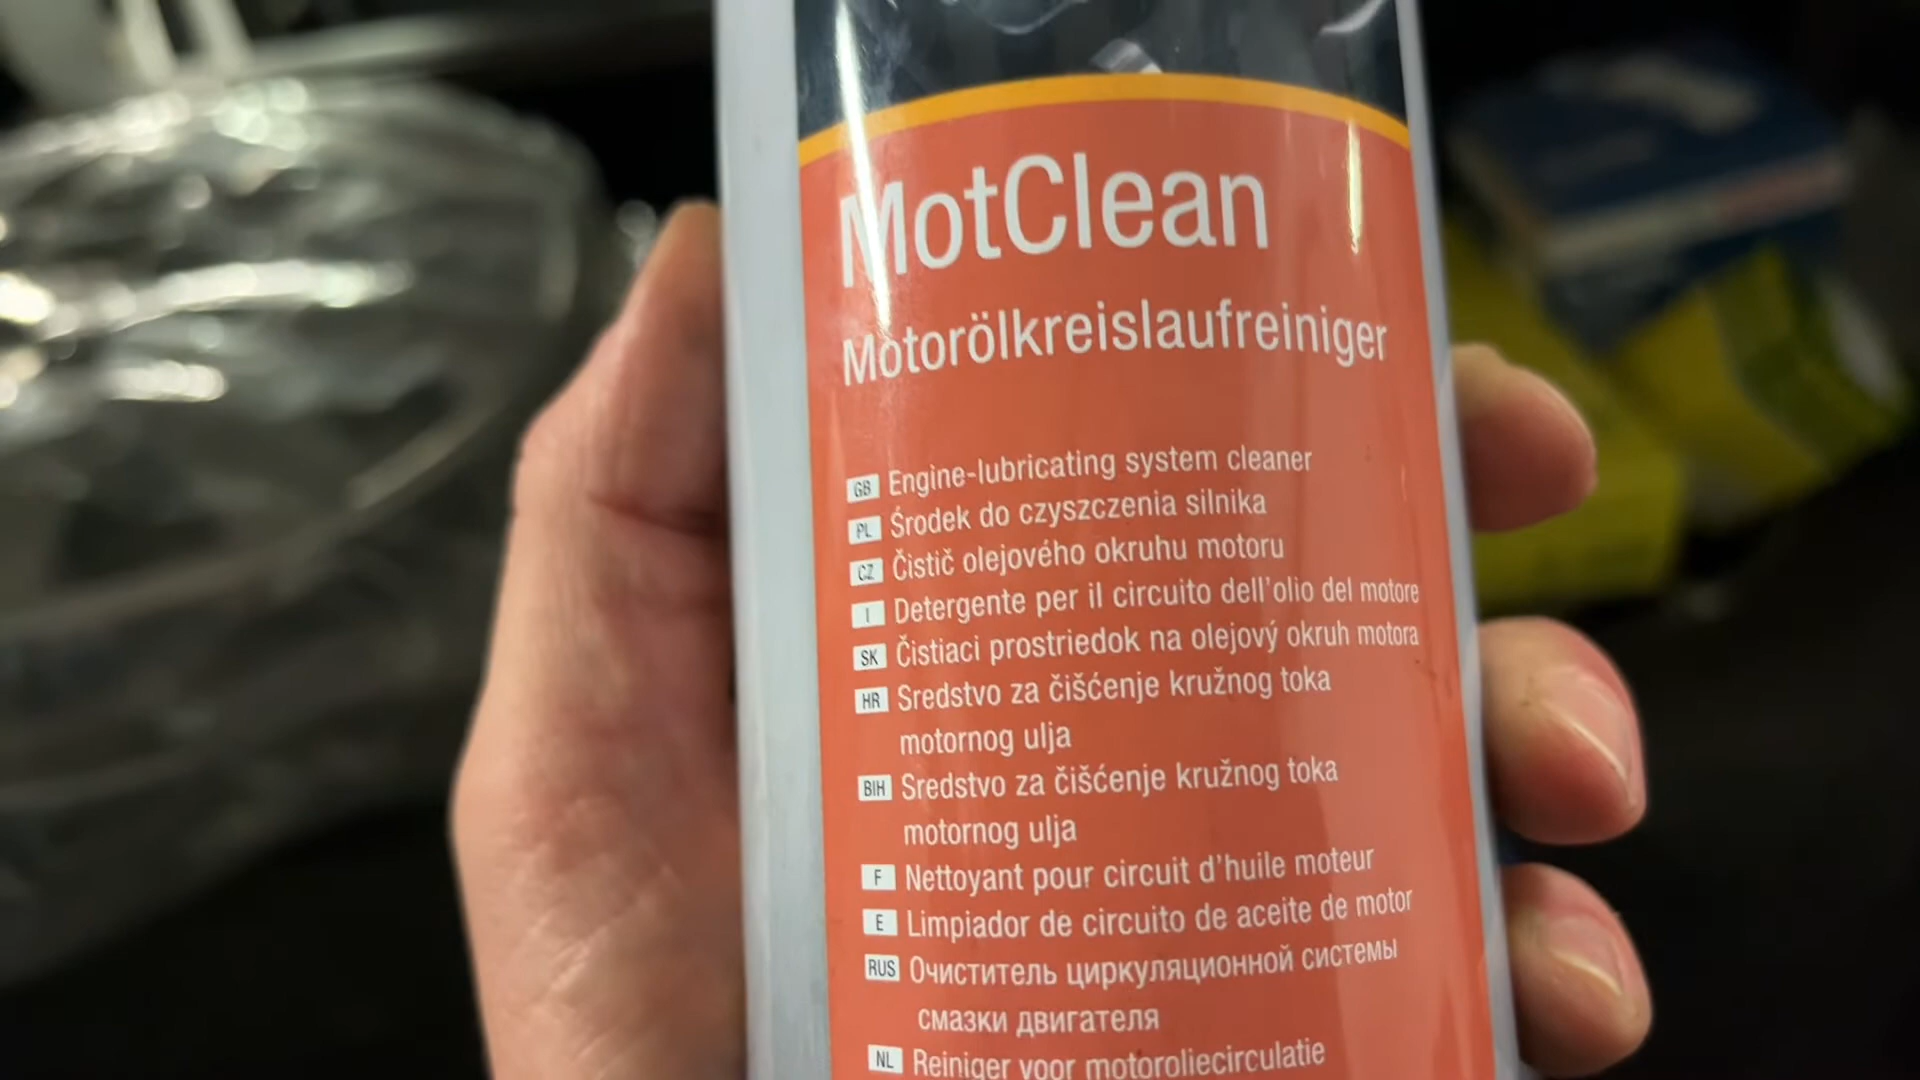 MotClean
Motorölkreislaufreiniger
GB Engine-lubricating system cleaner
PL Środek do czyszczenia silnika
CZ Čistič olejového okruhu motoru
I Detergente per il circuito dell'olio del motore
SK Čistiaci prostriedok na olejový okruh motora
HR Sredstvo za čišćenje kružnog toka
motornog ulja
BIH Sredstvo za čišćenje kružnog toka
motornog ulja
F Nettoyant pour circuit d'huile moteur
E Limpiador de circuito de aceite de motor
RUS Очиститель циркуляционной системы
смазки двигателя
NL Reiniger voor motoroliecirculatie